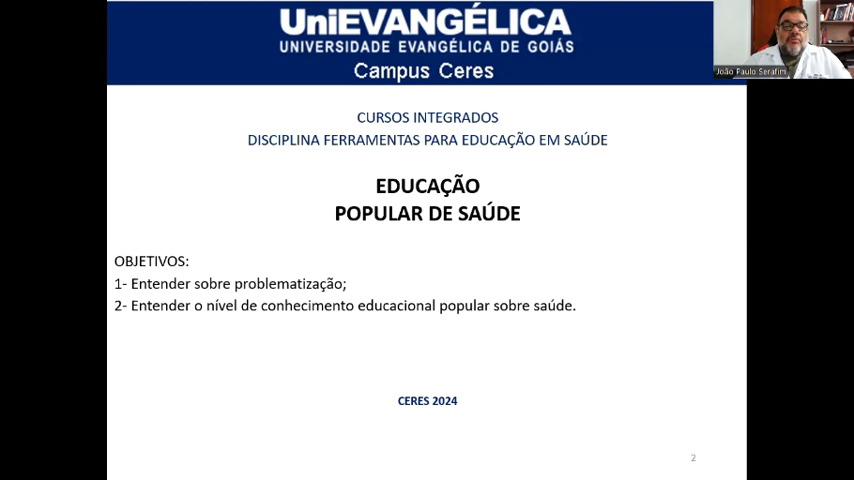 UniEVANGÉLICA
UNIVERSIDADE EVANGÉLICA DE GOIÁS
Campus Ceres
João Paulo Serafim
CURSOS INTEGRADOS
DISCIPLINA FERRAMENTAS PARA EDUCAÇÃO EM SAÚDE
EDUCAÇÃO
POPULAR DE SAÚDE
OBJETIVOS:
1- Entender sobre problematização;
2- Entender o nível de conhecimento educacional popular sobre saúde.
CERES 2024
2